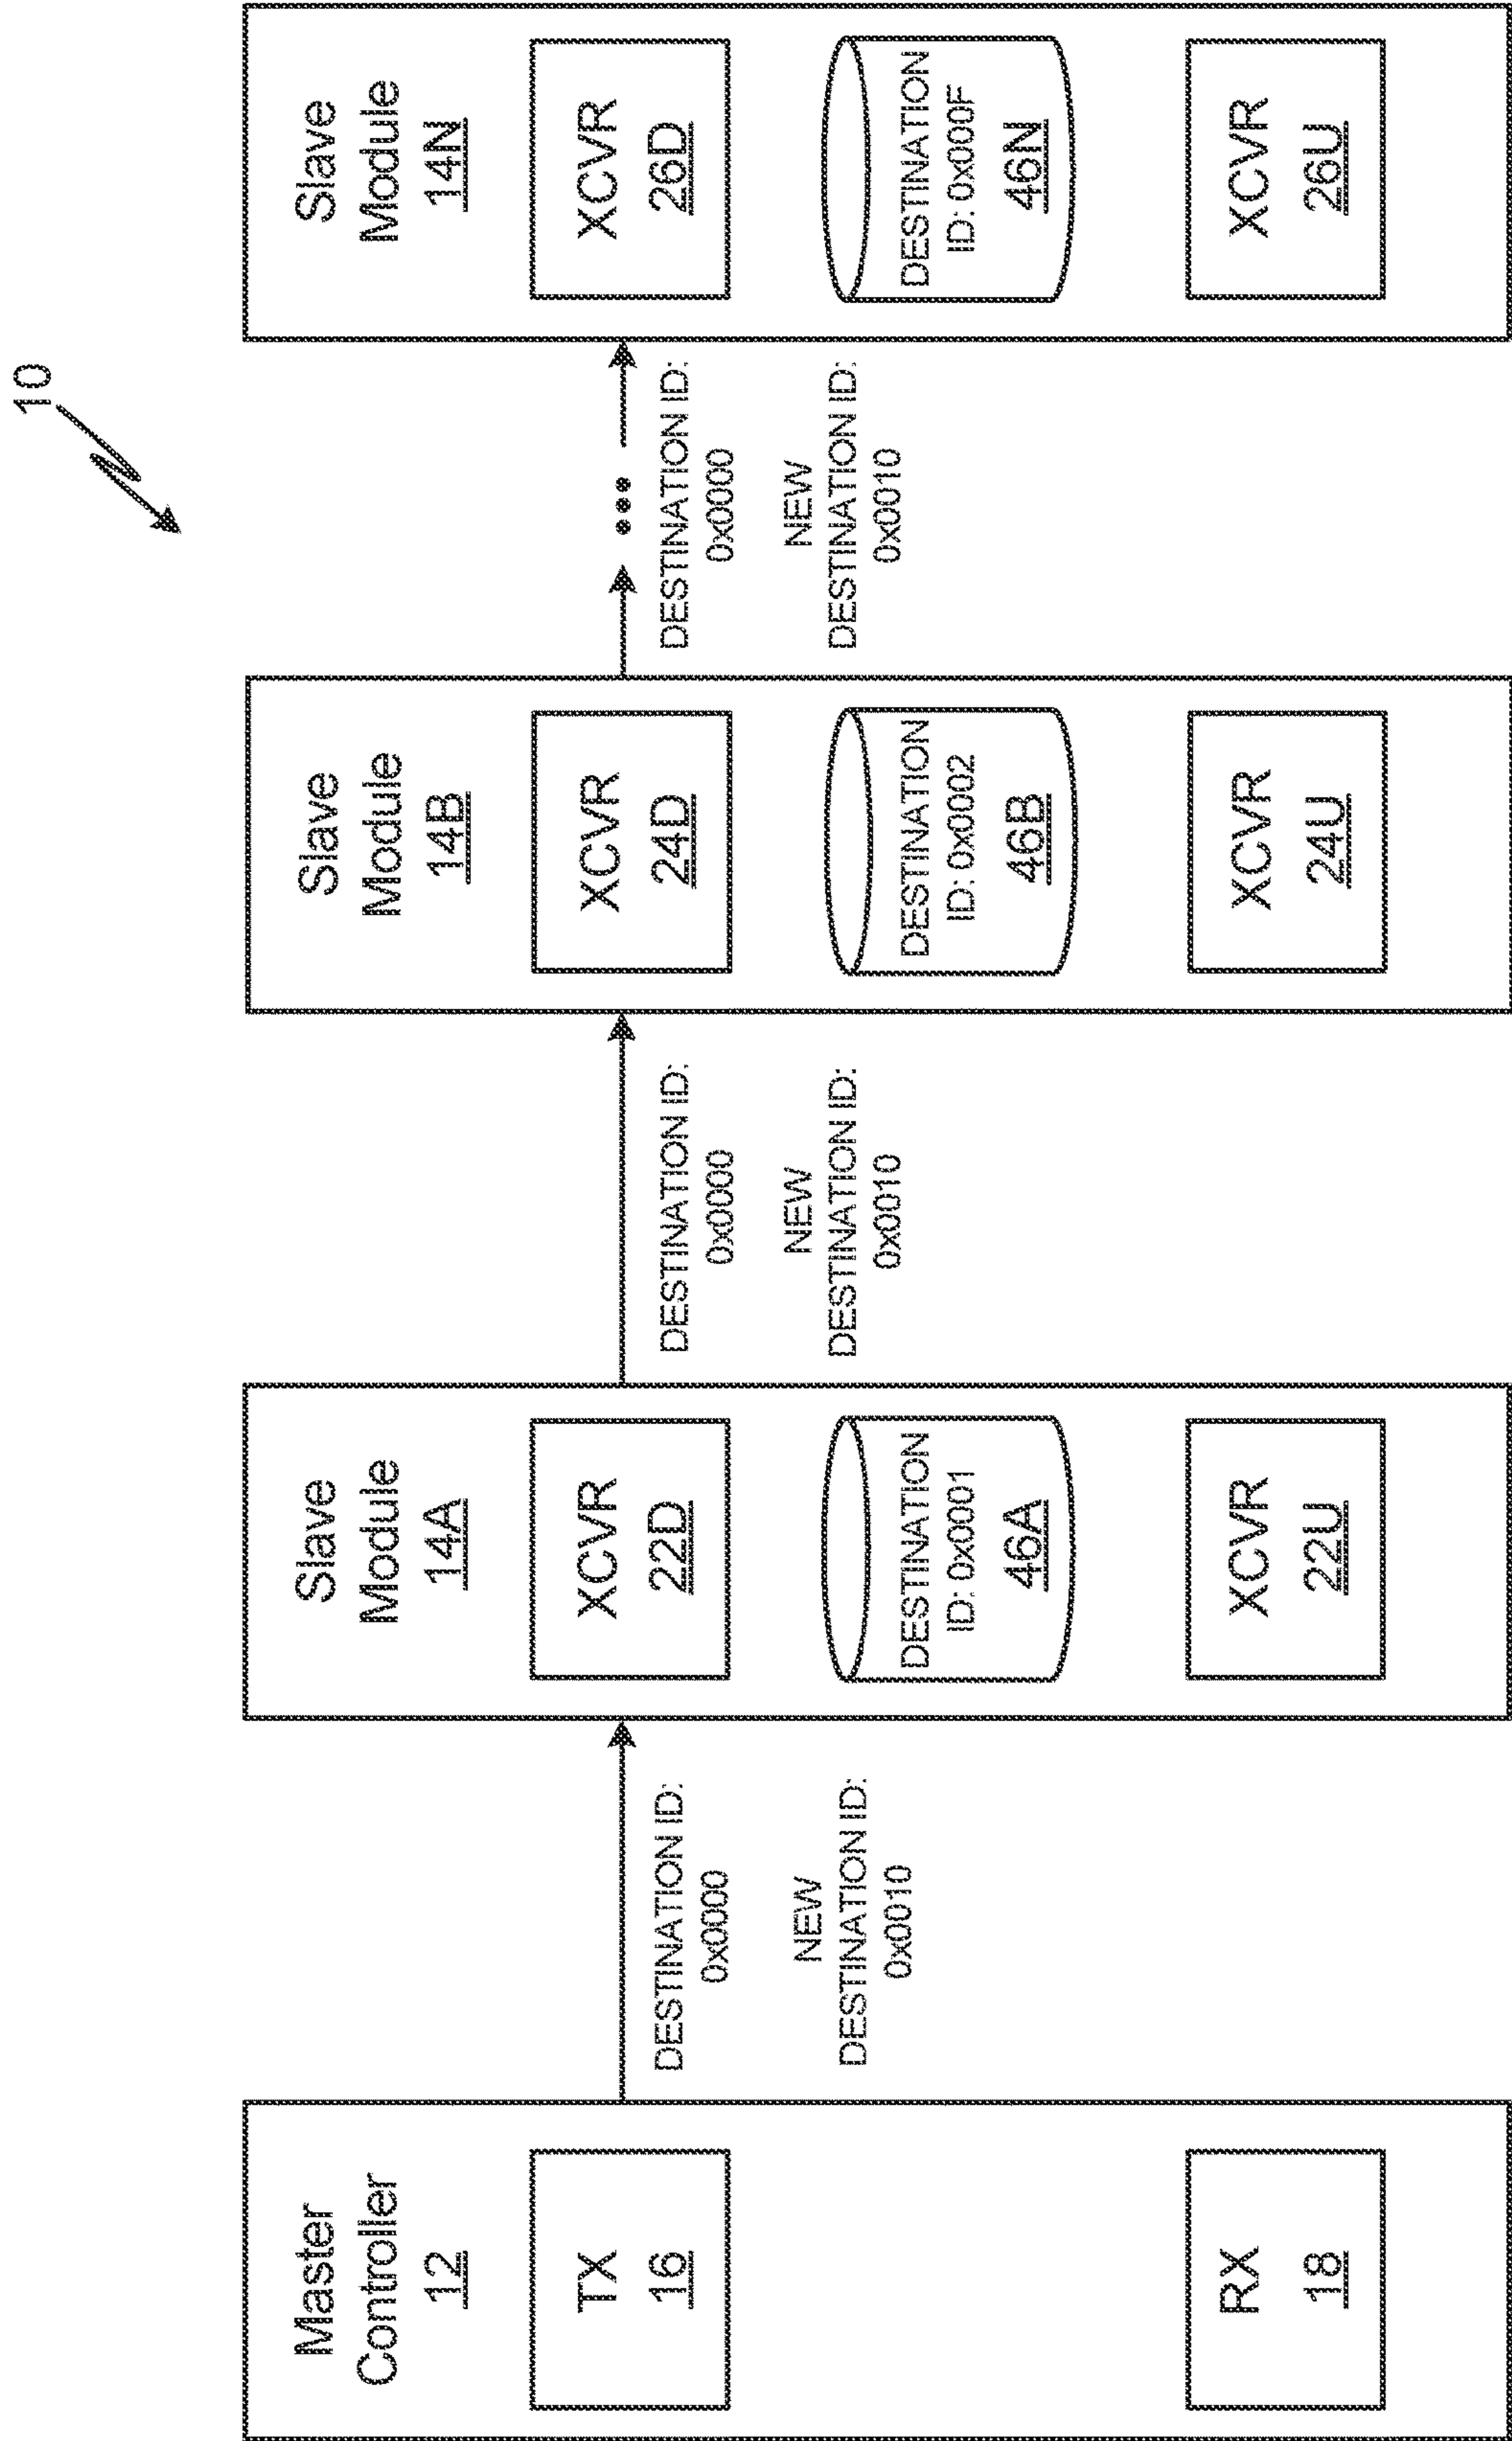 10
Master
Controller
12
TX
16
RX
18
DESTINATION ID:
0x0000
NEW
DESTINATION ID:
0x0010
Slave
Module
14A
XCVR
22D
DESTINATION
ID: 0x0001
46A
XCVR
22U
DESTINATION ID:
0x0000
NEW
DESTINATION ID:
0x0010
Slave
Module
14B
XCVR
24D
DESTINATION
ID: 0x0002
46B
XCVR
24U
DESTINATION ID:
0x0000
NEW
DESTINATION ID:
0x0010
Slave
Module
14N
XCVR
26D
DESTINATION
ID: 0x000F
46N
XCVR
26U